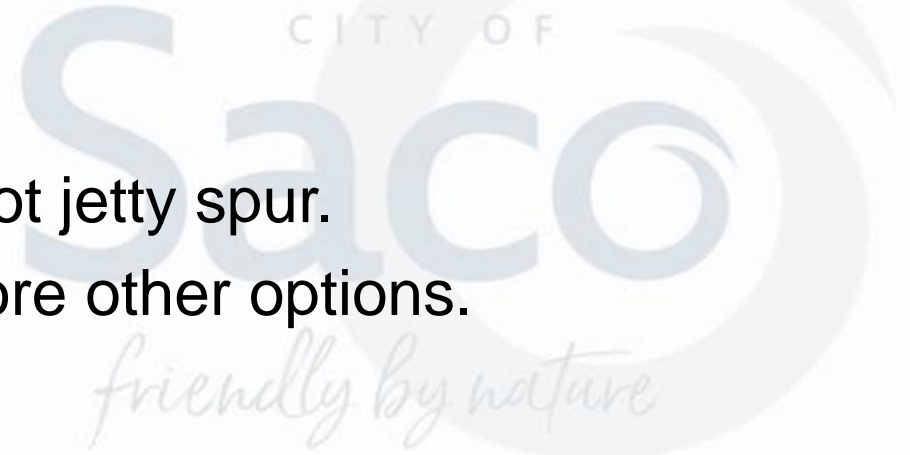 CITY OF
Saco
ot jetty spur.
ore other options.
friendly by nature